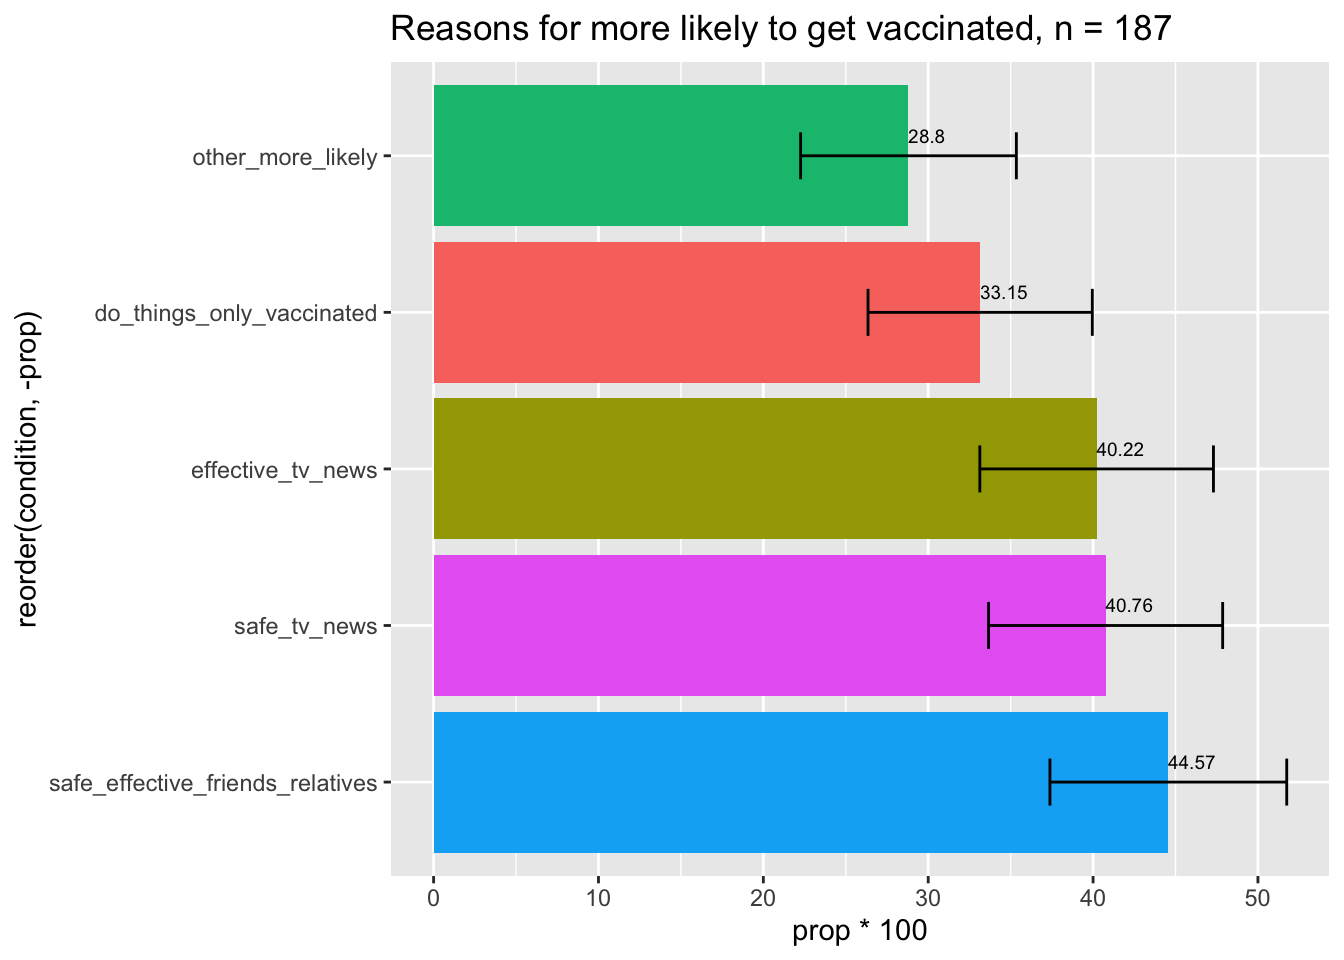 Reasons for more likely to get vaccinated, n = 187
reorder(condition, -prop)
other_more_likely
28.8
do_things_only_vaccinated
33.15
effective_tv_news
40.22
safe_tv_news
40.76
safe_effective_friends_relatives
44.57
0 10 20 30 40 50
prop * 100